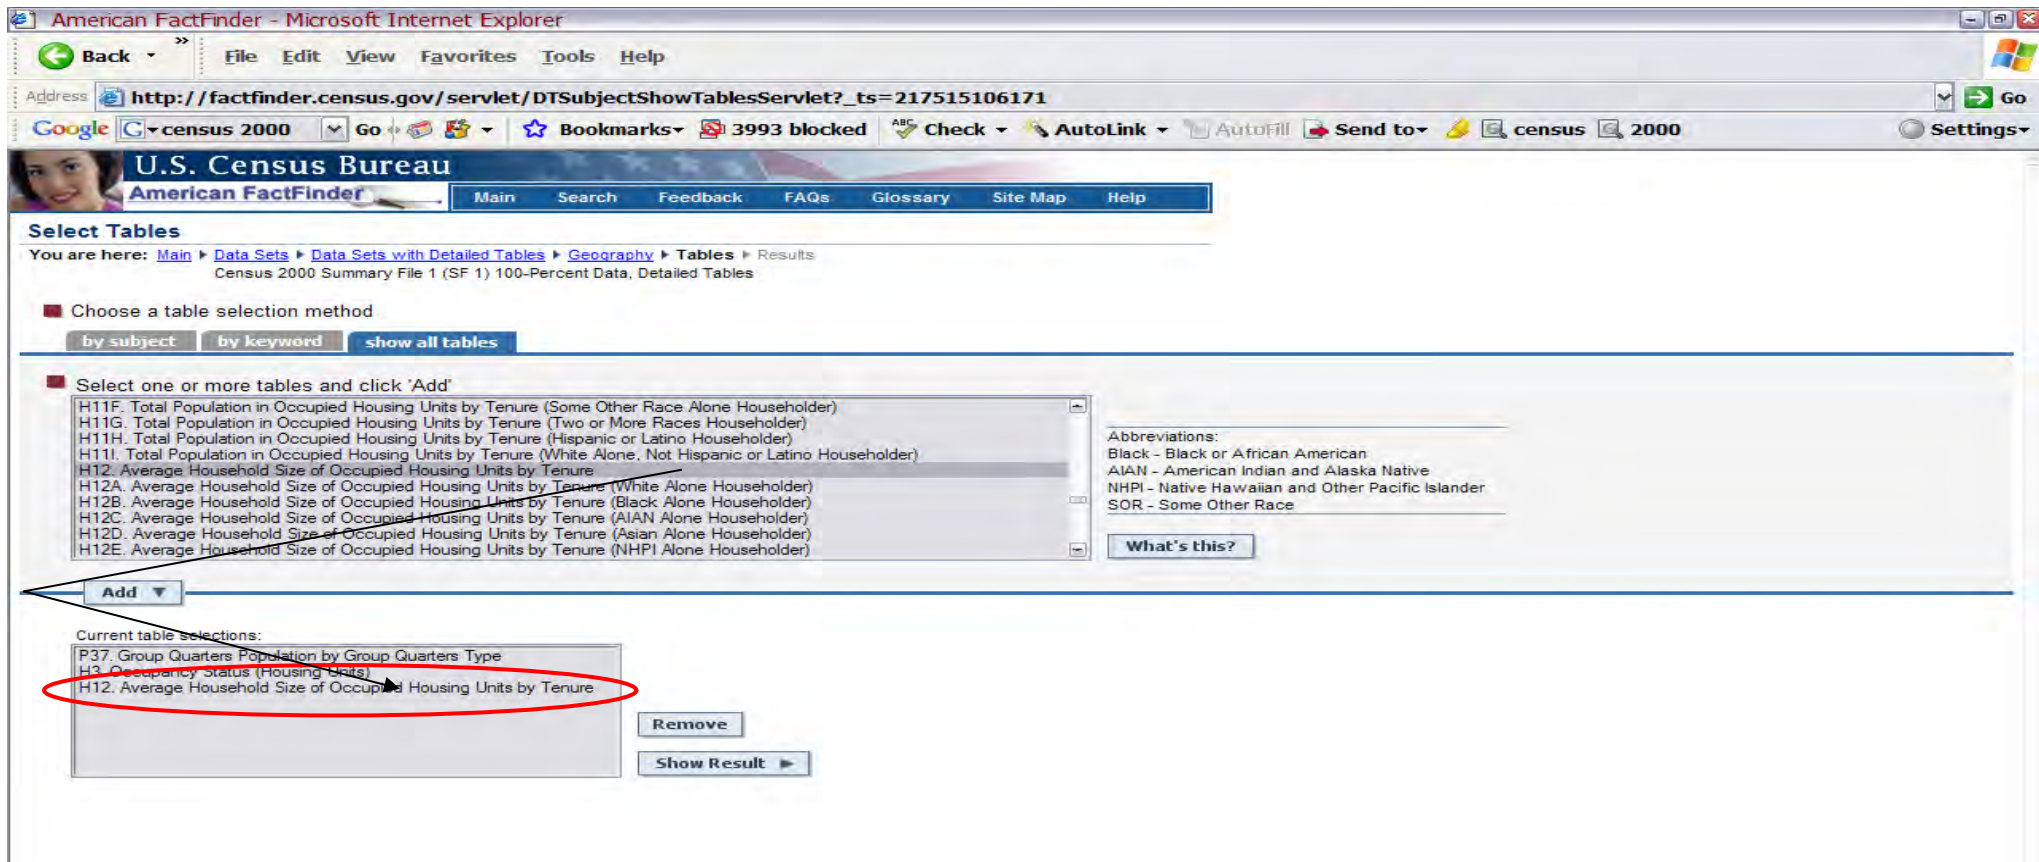 American FactFinder - Microsoft Internet Explorer
Back » File Edit View Favorites Tools Help
Address http://factfinder.census.gov/servlet/DTSubjectShowTablesServlet?_ts=217515106171 Go
Google G census 2000 Go Bookmarks 3993 blocked ABC Check AutoLink AutoFill Send to census 2000 Settings
U.S. Census Bureau
American FactFinder Main Search Feedback FAQs Glossary Site Map Help
Select Tables
You are here: Main Data Sets Data Sets with Detailed Tables Geography Tables Results
Census 2000 Summary File 1 (SF 1) 100-Percent Data, Detailed Tables
Choose a table selection method
by subject by keyword show all tables
Select one or more tables and click 'Add'
H11F. Total Population in Occupied Housing Units by Tenure (Some Other Race Alone Householder)
H11G. Total Population in Occupied Housing Units by Tenure (Two or More Races Householder)
H11H. Total Population in Occupied Housing Units by Tenure (Hispanic or Latino Householder)
H11I. Total Population in Occupied Housing Units by Tenure (White Alone, Not Hispanic or Latino Householder)
H12. Average Household Size of Occupied Housing Units by Tenure
H12A. Average Household Size of Occupied Housing Units by Tenure (White Alone Householder)
H12B. Average Household Size of Occupied Housing Units by Tenure (Black Alone Householder)
H12C. Average Household Size of Occupied Housing Units by Tenure (AIAN Alone Householder)
H12D. Average Household Size of Occupied Housing Units by Tenure (Asian Alone Householder)
H12E. Average Household Size of Occupied Housing Units by Tenure (NHPI Alone Householder)
Abbreviations:
Black - Black or African American
AIAN - American Indian and Alaska Native
NHPI - Native Hawaiian and Other Pacific Islander
SOR - Some Other Race
What's this?
Add
Current table selections:
P37. Group Quarters Population by Group Quarters Type
H3. Occupancy Status (Housing Units)
H12. Average Household Size of Occupied Housing Units by Tenure
Remove
Show Result